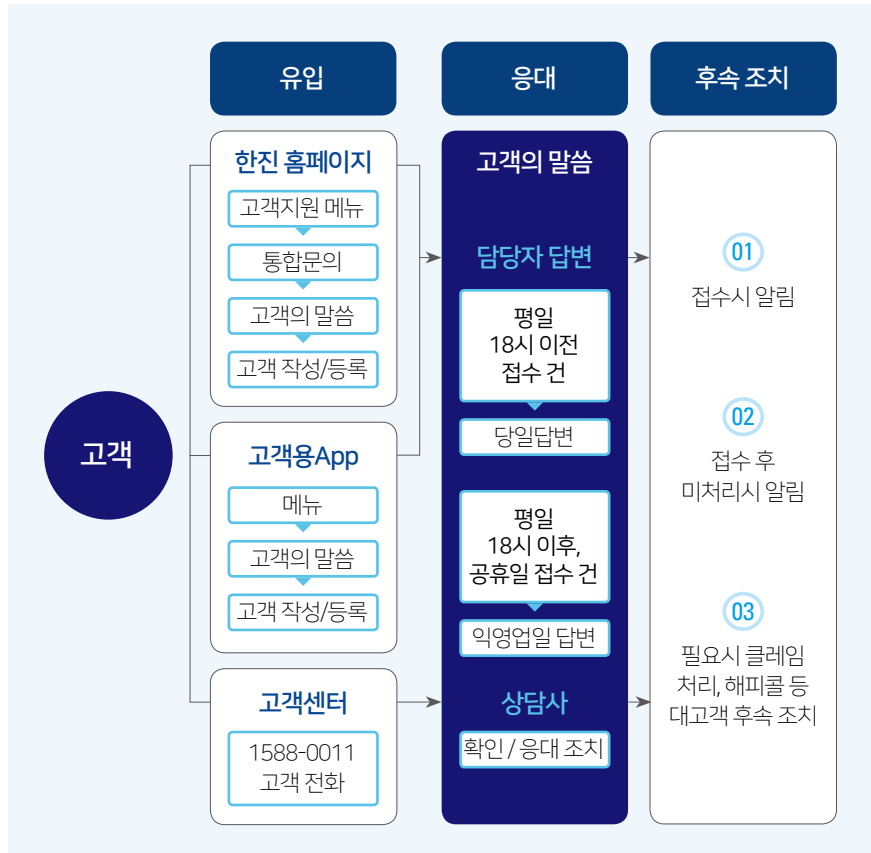 유입
응대
후속 조치
고객
한진 홈페이지
고객지원 메뉴
통합문의
고객의 말씀
고객 작성/등록
고객용App
메뉴
고객의 말씀
고객 작성/등록
고객센터
1588-0011
고객 전화
고객의 말씀
담당자 답변
평일
18시 이전
접수 건
당일답변
평일
18시 이후,
공휴일 접수 건
익영업일 답변
상담사
확인 / 응대 조치
01
접수시 알림
02
접수 후
미처리시 알림
03
필요시 클레임
처리, 해피콜 등
대고객 후속 조치